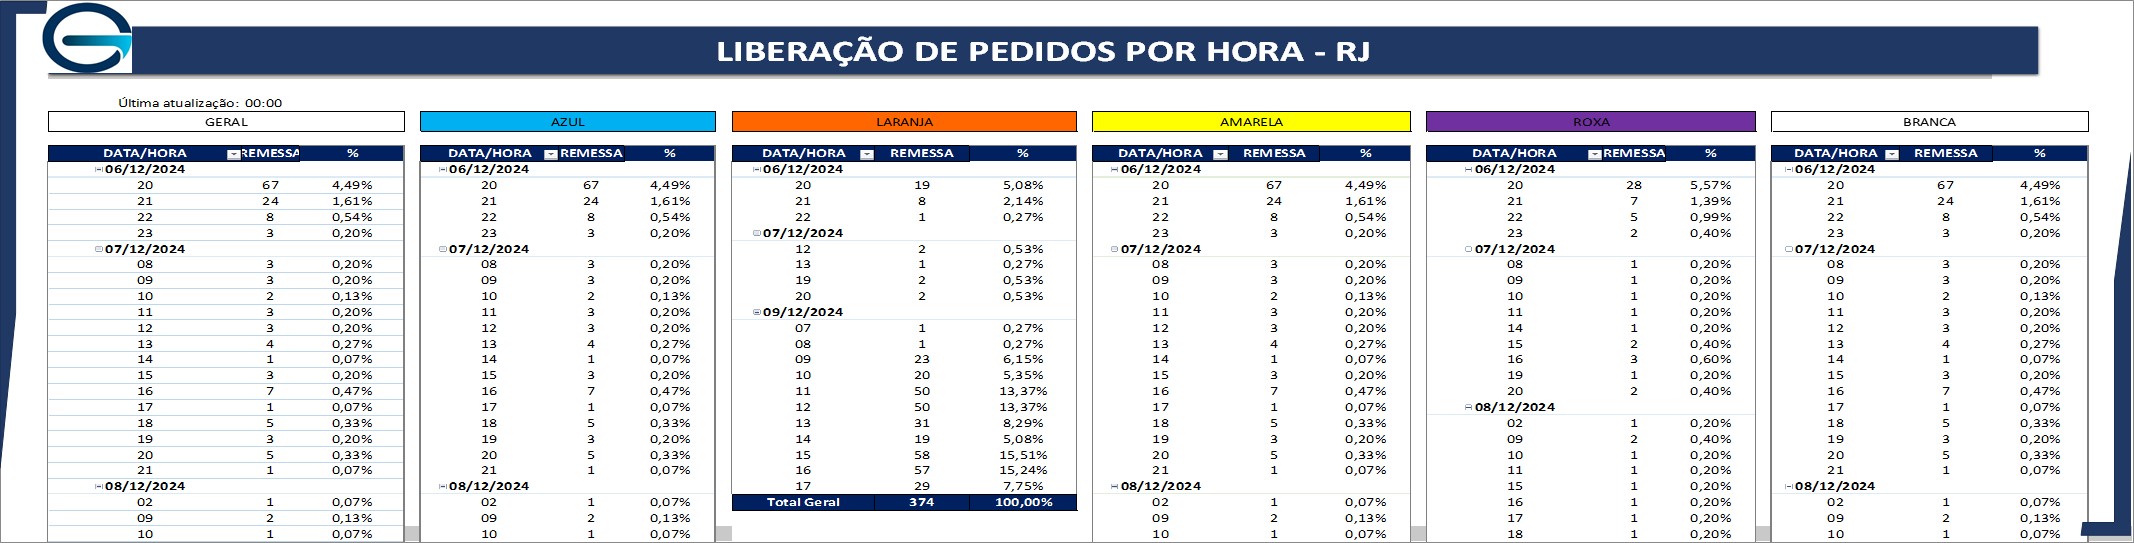 LIBERAÇÃO DE PEDIDOS POR HORA - RJ
Última atualização: 00:00
GERAL AZUL LARANJA AMARELA ROXA BRANCA
DATA/HORA REMESSA % DATA/HORA REMESSA % DATA/HORA REMESSA % DATA/HORA REMESSA % DATA/HORA REMESSA % DATA/HORA REMESSA %
06/12/2024 06/12/2024 06/12/2024 06/12/2024 06/12/2024 06/12/2024
20 67 4,49% 20 67 4,49% 20 19 5,08% 20 67 4,49% 20 28 5,57% 20 67 4,49%
21 24 1,61% 21 24 1,61% 21 8 2,14% 21 24 1,61% 21 7 1,39% 21 24 1,61%
22 8 0,54% 22 8 0,54% 22 1 0,27% 22 8 0,54% 22 5 0,99% 22 8 0,54%
23 3 0,20% 23 3 0,20% 07/12/2024 23 3 0,20% 23 2 0,40% 23 3 0,20%
07/12/2024 07/12/2024 12 2 0,53% 07/12/2024 07/12/2024 07/12/2024
08 3 0,20% 08 3 0,20% 13 1 0,27% 08 3 0,20% 08 1 0,20% 08 3 0,20%
09 3 0,20% 09 3 0,20% 19 2 0,53% 09 3 0,20% 09 1 0,20% 09 3 0,20%
10 2 0,13% 10 2 0,13% 20 2 0,53% 10 2 0,13% 10 1 0,20% 10 2 0,13%
11 3 0,20% 11 3 0,20% 09/12/2024 11 3 0,20% 11 1 0,20% 11 3 0,20%
12 3 0,20% 12 3 0,20% 07 1 0,27% 12 3 0,20% 14 1 0,20% 12 3 0,20%
13 4 0,27% 13 4 0,27% 08 1 0,27% 13 4 0,27% 15 2 0,40% 13 4 0,27%
14 1 0,07% 14 1 0,07% 09 23 6,15% 14 1 0,07% 16 3 0,60% 14 1 0,07%
15 3 0,20% 15 3 0,20% 10 20 5,35% 15 3 0,20% 19 1 0,20% 15 3 0,20%
16 7 0,47% 16 7 0,47% 11 50 13,37% 16 7 0,47% 20 2 0,40% 16 7 0,47%
17 1 0,07% 17 1 0,07% 12 50 13,37% 17 1 0,07% 08/12/2024 17 1 0,07%
18 5 0,33% 18 5 0,33% 13 31 8,29% 18 5 0,33% 02 1 0,20% 18 5 0,33%
19 3 0,20% 19 3 0,20% 14 19 5,08% 19 3 0,20% 09 2 0,40% 19 3 0,20%
20 5 0,33% 20 5 0,33% 15 58 15,51% 20 5 0,33% 10 1 0,20% 20 5 0,33%
21 1 0,07% 21 1 0,07% 16 57 15,24% 21 1 0,07% 11 1 0,20% 21 1 0,07%
08/12/2024 08/12/2024 17 29 7,75% 08/12/2024 15 1 0,20% 08/12/2024
02 1 0,07% 02 1 0,07% Total Geral 374 100,00% 02 1 0,07% 16 1 0,20% 02 1 0,07%
09 2 0,13% 09 2 0,13% 09 2 0,13% 17 1 0,20% 09 2 0,13%
10 1 0,07% 10 1 0,07% 10 1 0,07% 18 1 0,20% 10 1 0,07%